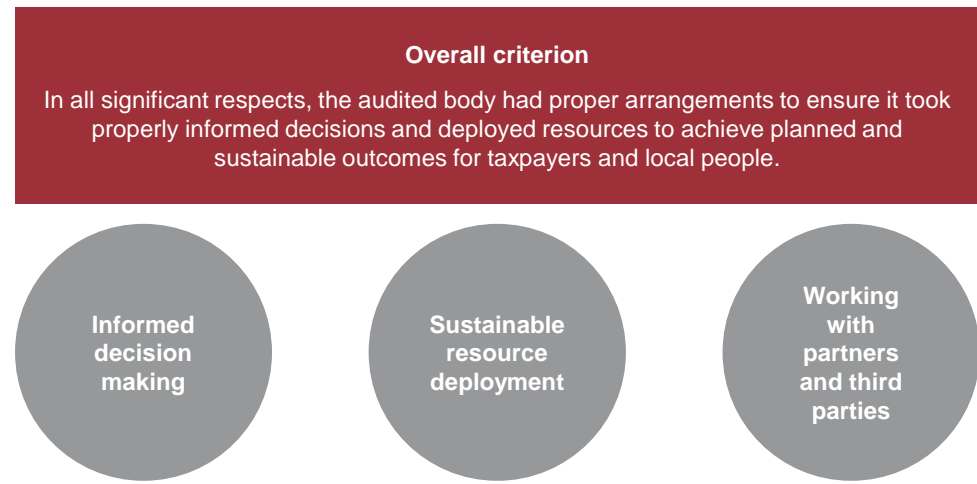 Overall criterion
In all significant respects, the audited body had proper arrangements to ensure it took
properly informed decisions and deployed resources to achieve planned and
sustainable outcomes for taxpayers and local people.
Informed
decision
making
Sustainable
resource
deployment
Working
with
partners
and third
parties